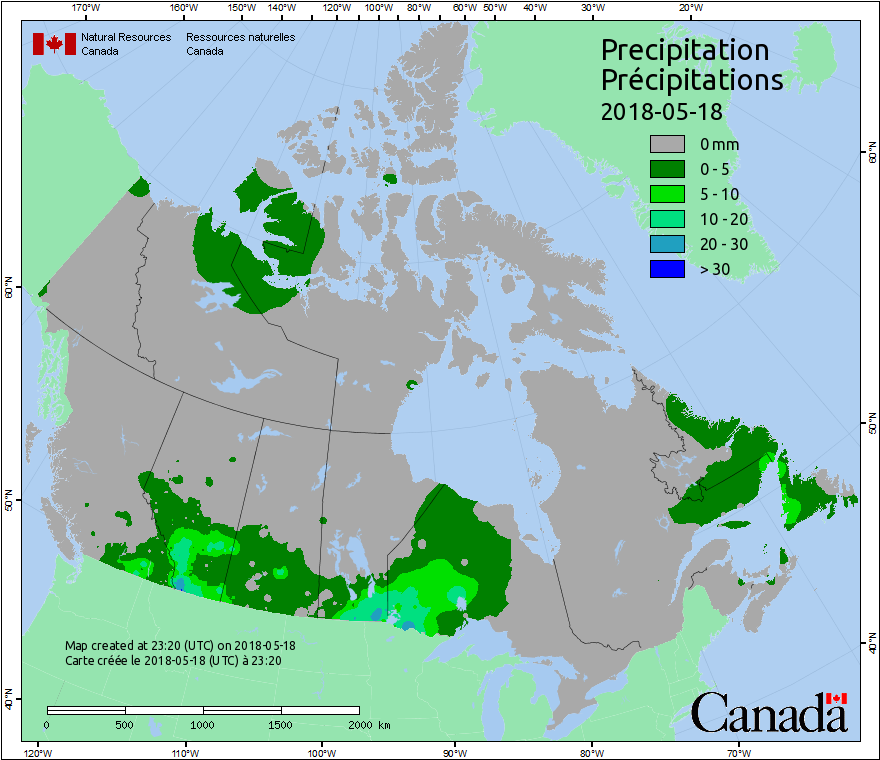 170°W 160°W 150°W 140°W 120°W 100°W 80°W 60°W 50°W 40°W 30°W 20°W
Natural Resources Ressources naturelles
Canada Canada
Precipitation
Précipitations
2018-05-18
0 mm
0 - 5
5 - 10
10 - 20
20 - 30
> 30
60°N 60°N
50°N 50°N
40°N 40°N
Map created at 23:20 (UTC) on 2018-05-18
Carte créée le 2018-05-18 (UTC) à 23:20
0 500 1000 1500 2000 km
Canada
120°W 110°W 100°W 90°W 80°W 70°W